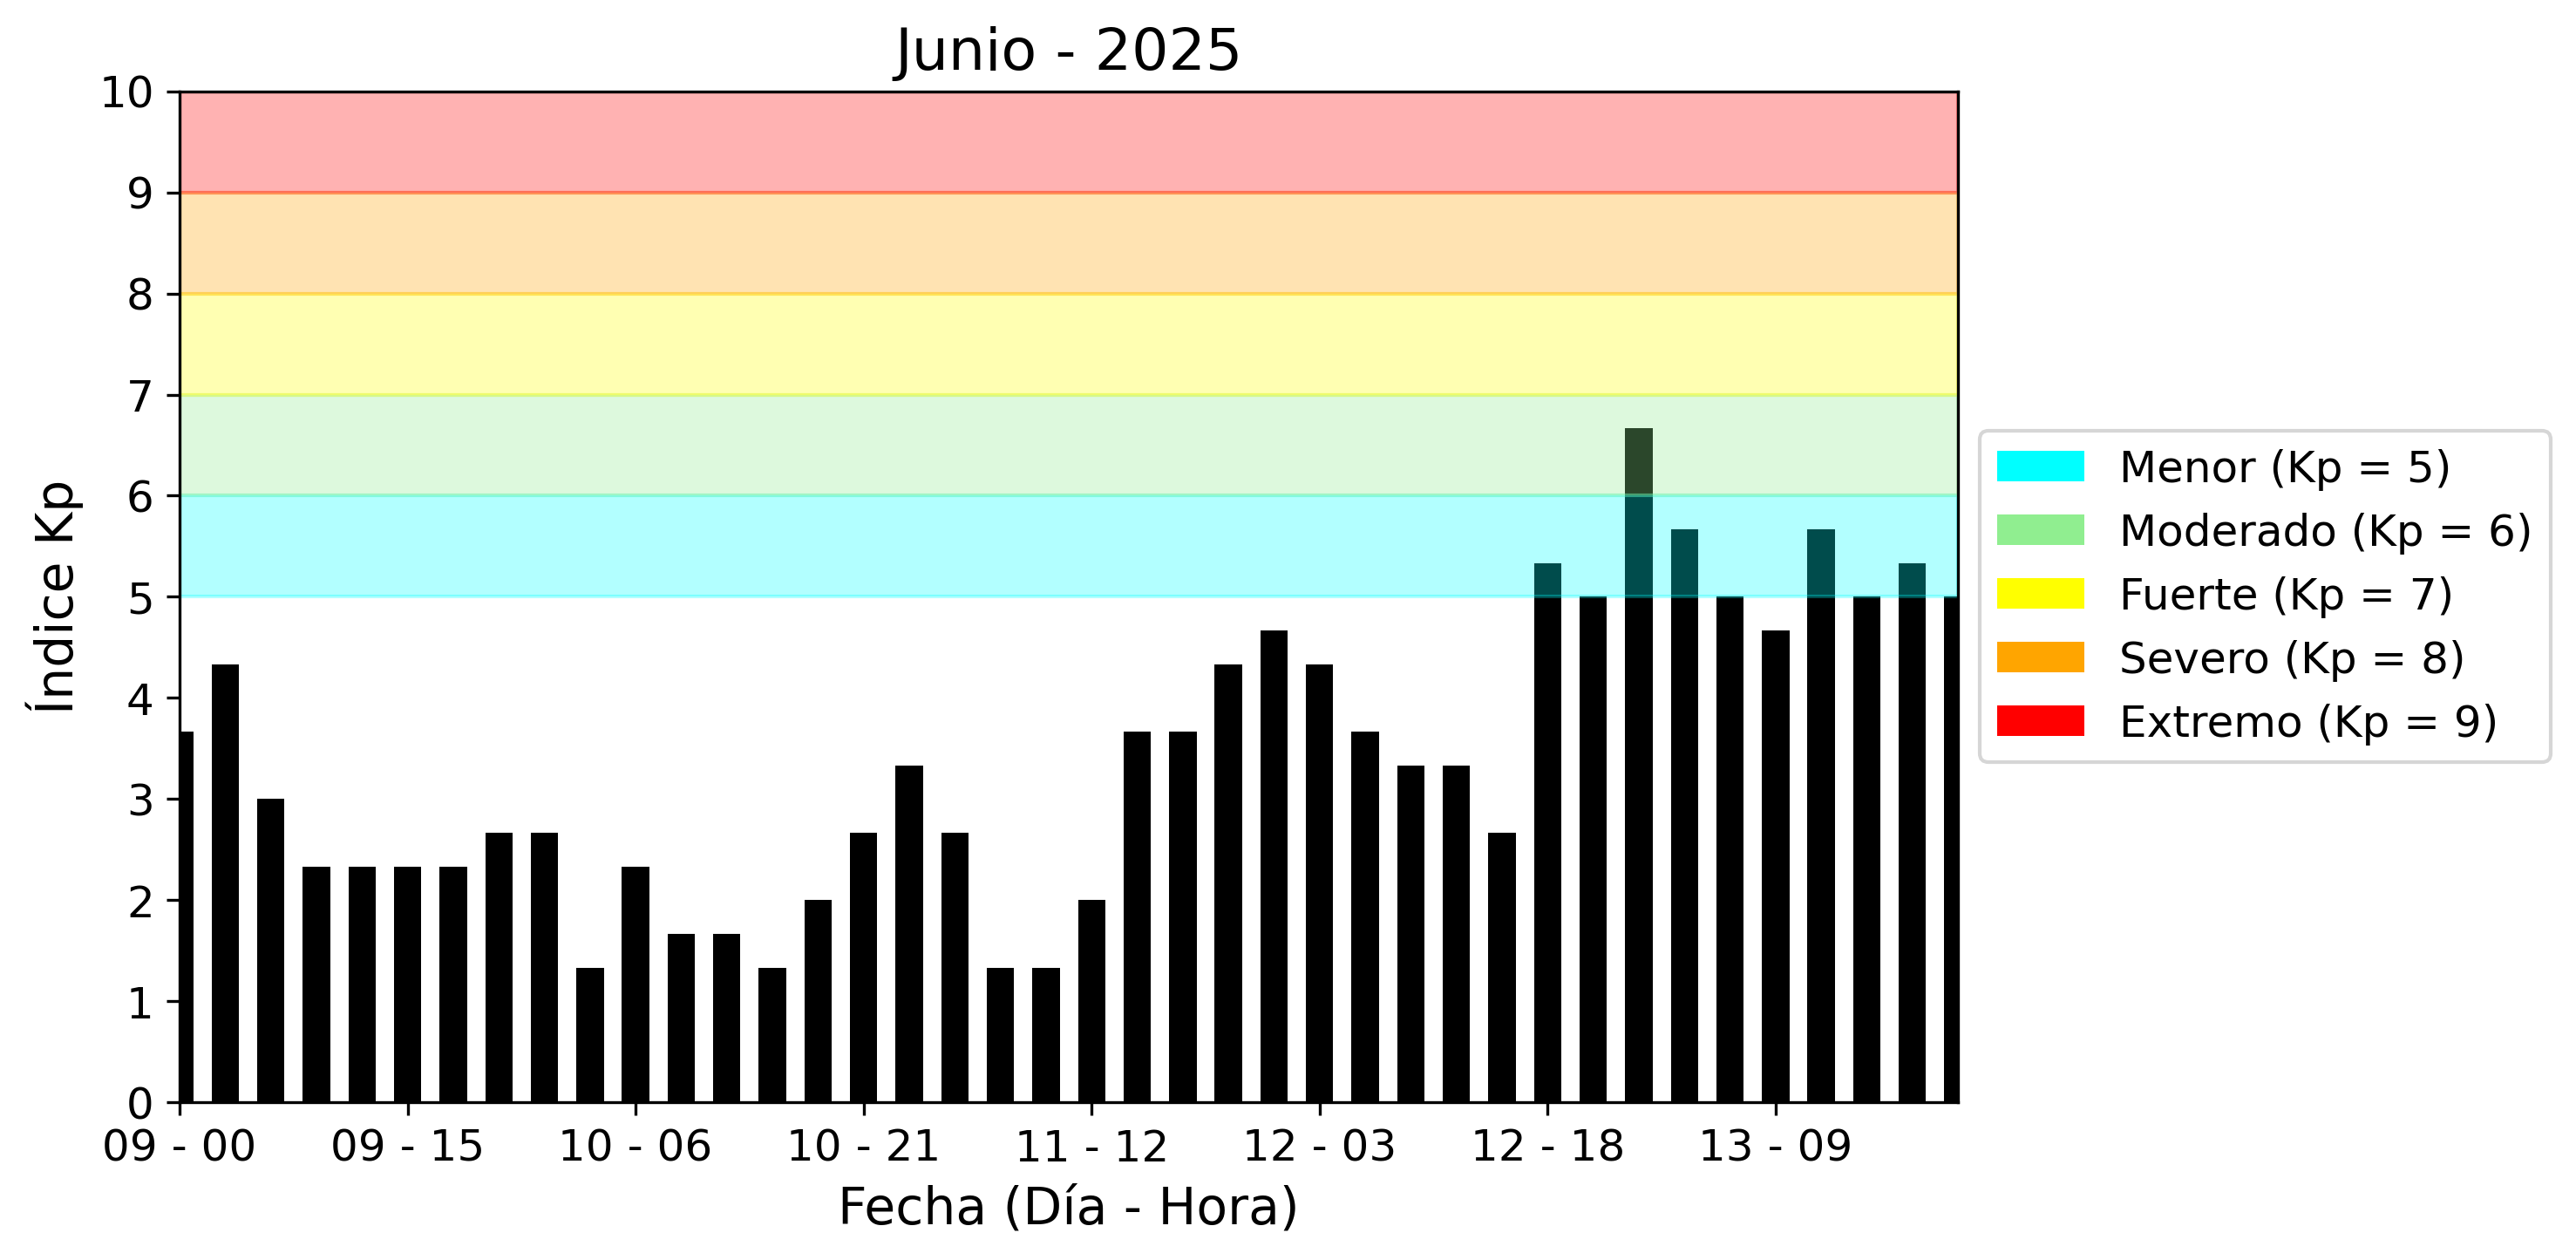 Junio - 2025
10
9
8
7
6
5
4
3
2
1
0
Índice Kp
09 - 00 09 - 15 10 - 06 10 - 21 11 - 12 12 - 03 12 - 18 13 - 09
Fecha (Día - Hora)
Menor (Kp = 5)
Moderado (Kp = 6)
Fuerte (Kp = 7)
Severo (Kp = 8)
Extremo (Kp = 9)